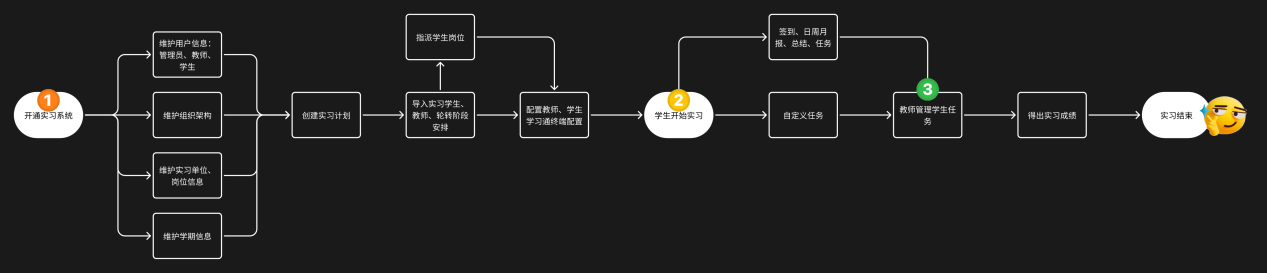 1
开通实习系统
维护用户信息：
管理员、教师、
学生
维护组织架构
维护实习单位、
岗位信息
维护学期信息
创建实习计划
指派学生岗位
导入实习学生、
教师、轮转阶段
安排
配置教师、学生
学习通终端配置
2
学生开始实习
签到、日周月
报、总结、任务
自定义任务
3
教师管理学生任
务
得出实习成绩
实习结束